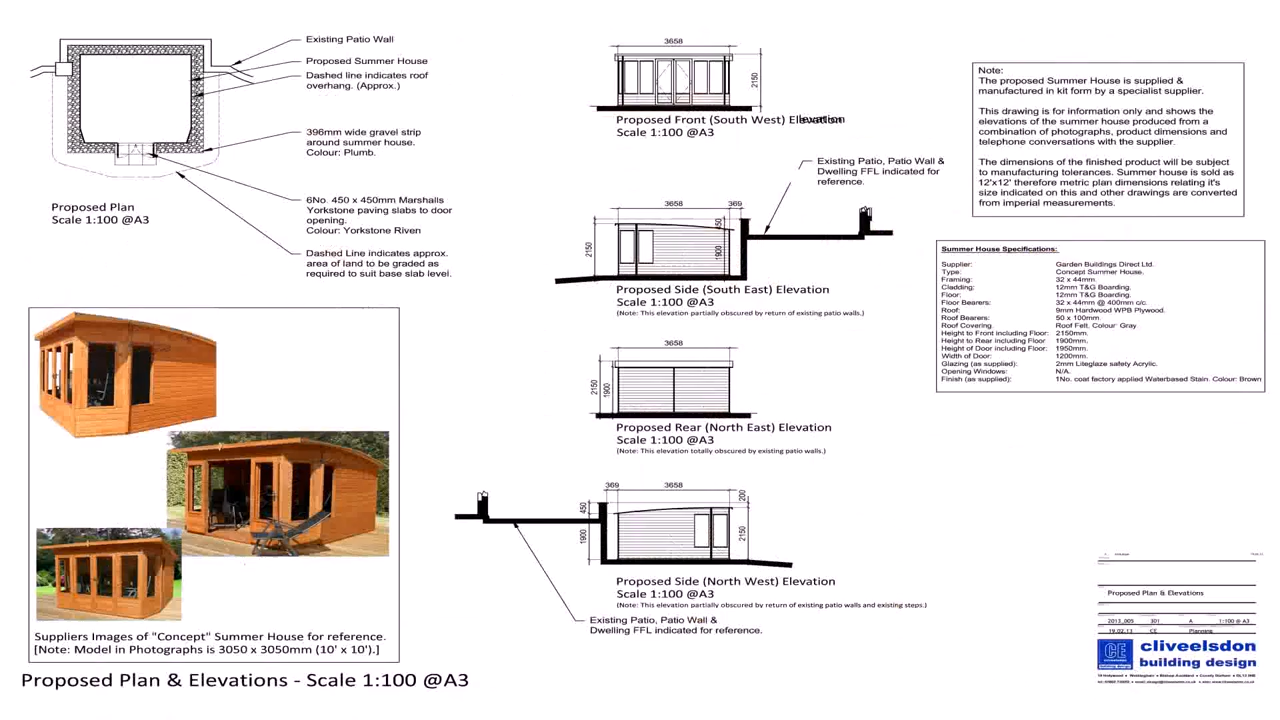 Existing Patio Wall
Proposed Summer House
Dashed line indicates roof
overhang. (Approx.)
396mm wide gravel strip
around summer house.
Colour: Plumb.
6No. 450 x 450mm Marshalls
Yorkstone paving slabs to door
opening.
Colour: Yorkstone Riven
Dashed Line indicates approx.
area of land to be graded as
required to suit base slab level.
Proposed Plan
Scale 1:100 @A3
Suppliers Images of "Concept" Summer House for reference.
[Note: Model in Photographs is 3050 x 3050mm (10' x 10').]
Proposed Plan & Elevations - Scale 1:100 @A3
3658
2150
Proposed Front (South West) Elevation
Scale 1:100 @A3
Existing Patio, Patio Wall &
Dwelling FFL indicated for
reference.
3658
369
450
2150
1900
Proposed Side (South East) Elevation
Scale 1:100 @A3
(Note: This elevation partially obscured by return of existing patio walls.)
3658
2150
1900
Proposed Rear (North East) Elevation
Scale 1:100 @A3
(Note: This elevation totally obscured by existing patio walls.)
369
3658
200
450
1900
2150
Proposed Side (North West) Elevation
Scale 1:100 @A3
(Note: This elevation partially obscured by return of existing patio walls and existing steps.)
Existing Patio, Patio Wall &
Dwelling FFL indicated for reference.
Note:
The proposed Summer House is supplied &
manufactured in kit form by a specialist supplier.
This drawing is for information only and shows the
elevations of the summer house produced from a
combination of photographs, product dimensions and
telephone conversations with the supplier.
The dimensions of the finished product will be subject
to manufacturing tolerances. Summer house is sold as
12'x12' therefore metric plan dimensions relating it's
size indicated on this and other drawings are converted
from imperial measurements.
Summer House Specifications:
Supplier: Garden Buildings Direct Ltd.
Type: Concept Summer House.
Framing: 32 x 44mm.
Cladding: 12mm T&G Boarding.
Floor: 12mm T&G Boarding.
Floor Bearers: 32 x 44mm @ 400mm c/c.
Roof: 9mm Hardwood WPB Plywood.
Roof Bearers: 50 x 100mm.
Roof Covering. Roof Felt. Colour: Gray
Height to Front including Floor: 2150mm.
Height to Rear including Floor 1900mm.
Height of Door including Floor: 1950mm.
Width of Door: 1200mm.
Glazing (as supplied): 2mm Liteglaze safety Acrylic.
Opening Windows: N/A.
Finish (as supplied): 1No. coat factory applied Waterbased Stain. Colour: Brown
Proposed Plan & Elevations
2013_005 301 A 1:100 @ A3
19.02.13 CE Planning
CE
cliveelsdon
cliveelsdon
building design